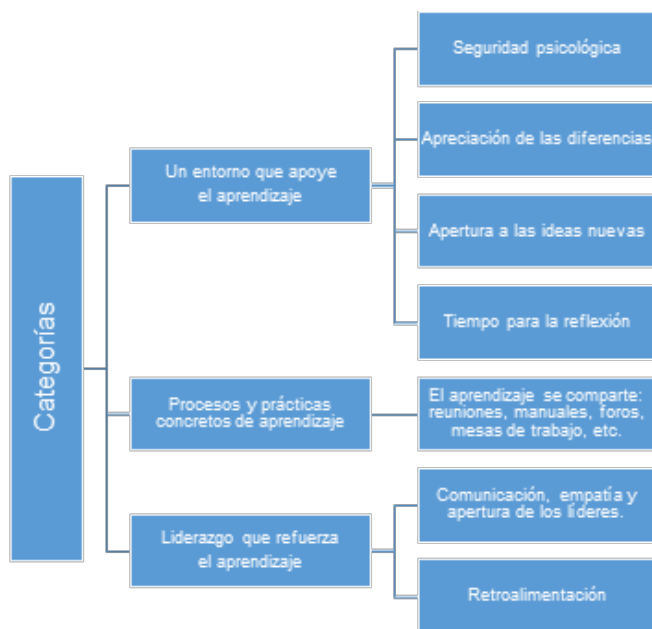 Categorías
Un entorno que apoye
el aprendizaje
Seguridad psicológica
Apreciación de las diferencias
Apertura a las ideas nuevas
Tiempo para la reflexión
Procesos y prácticas
concretos de aprendizaje
El aprendizaje se comparte:
reuniones, manuales, foros,
mesas de trabajo, etc.
Liderazgo que refuerza
el aprendizaje
Comunicación, empatía y
apertura de los líderes.
Retroalimentación